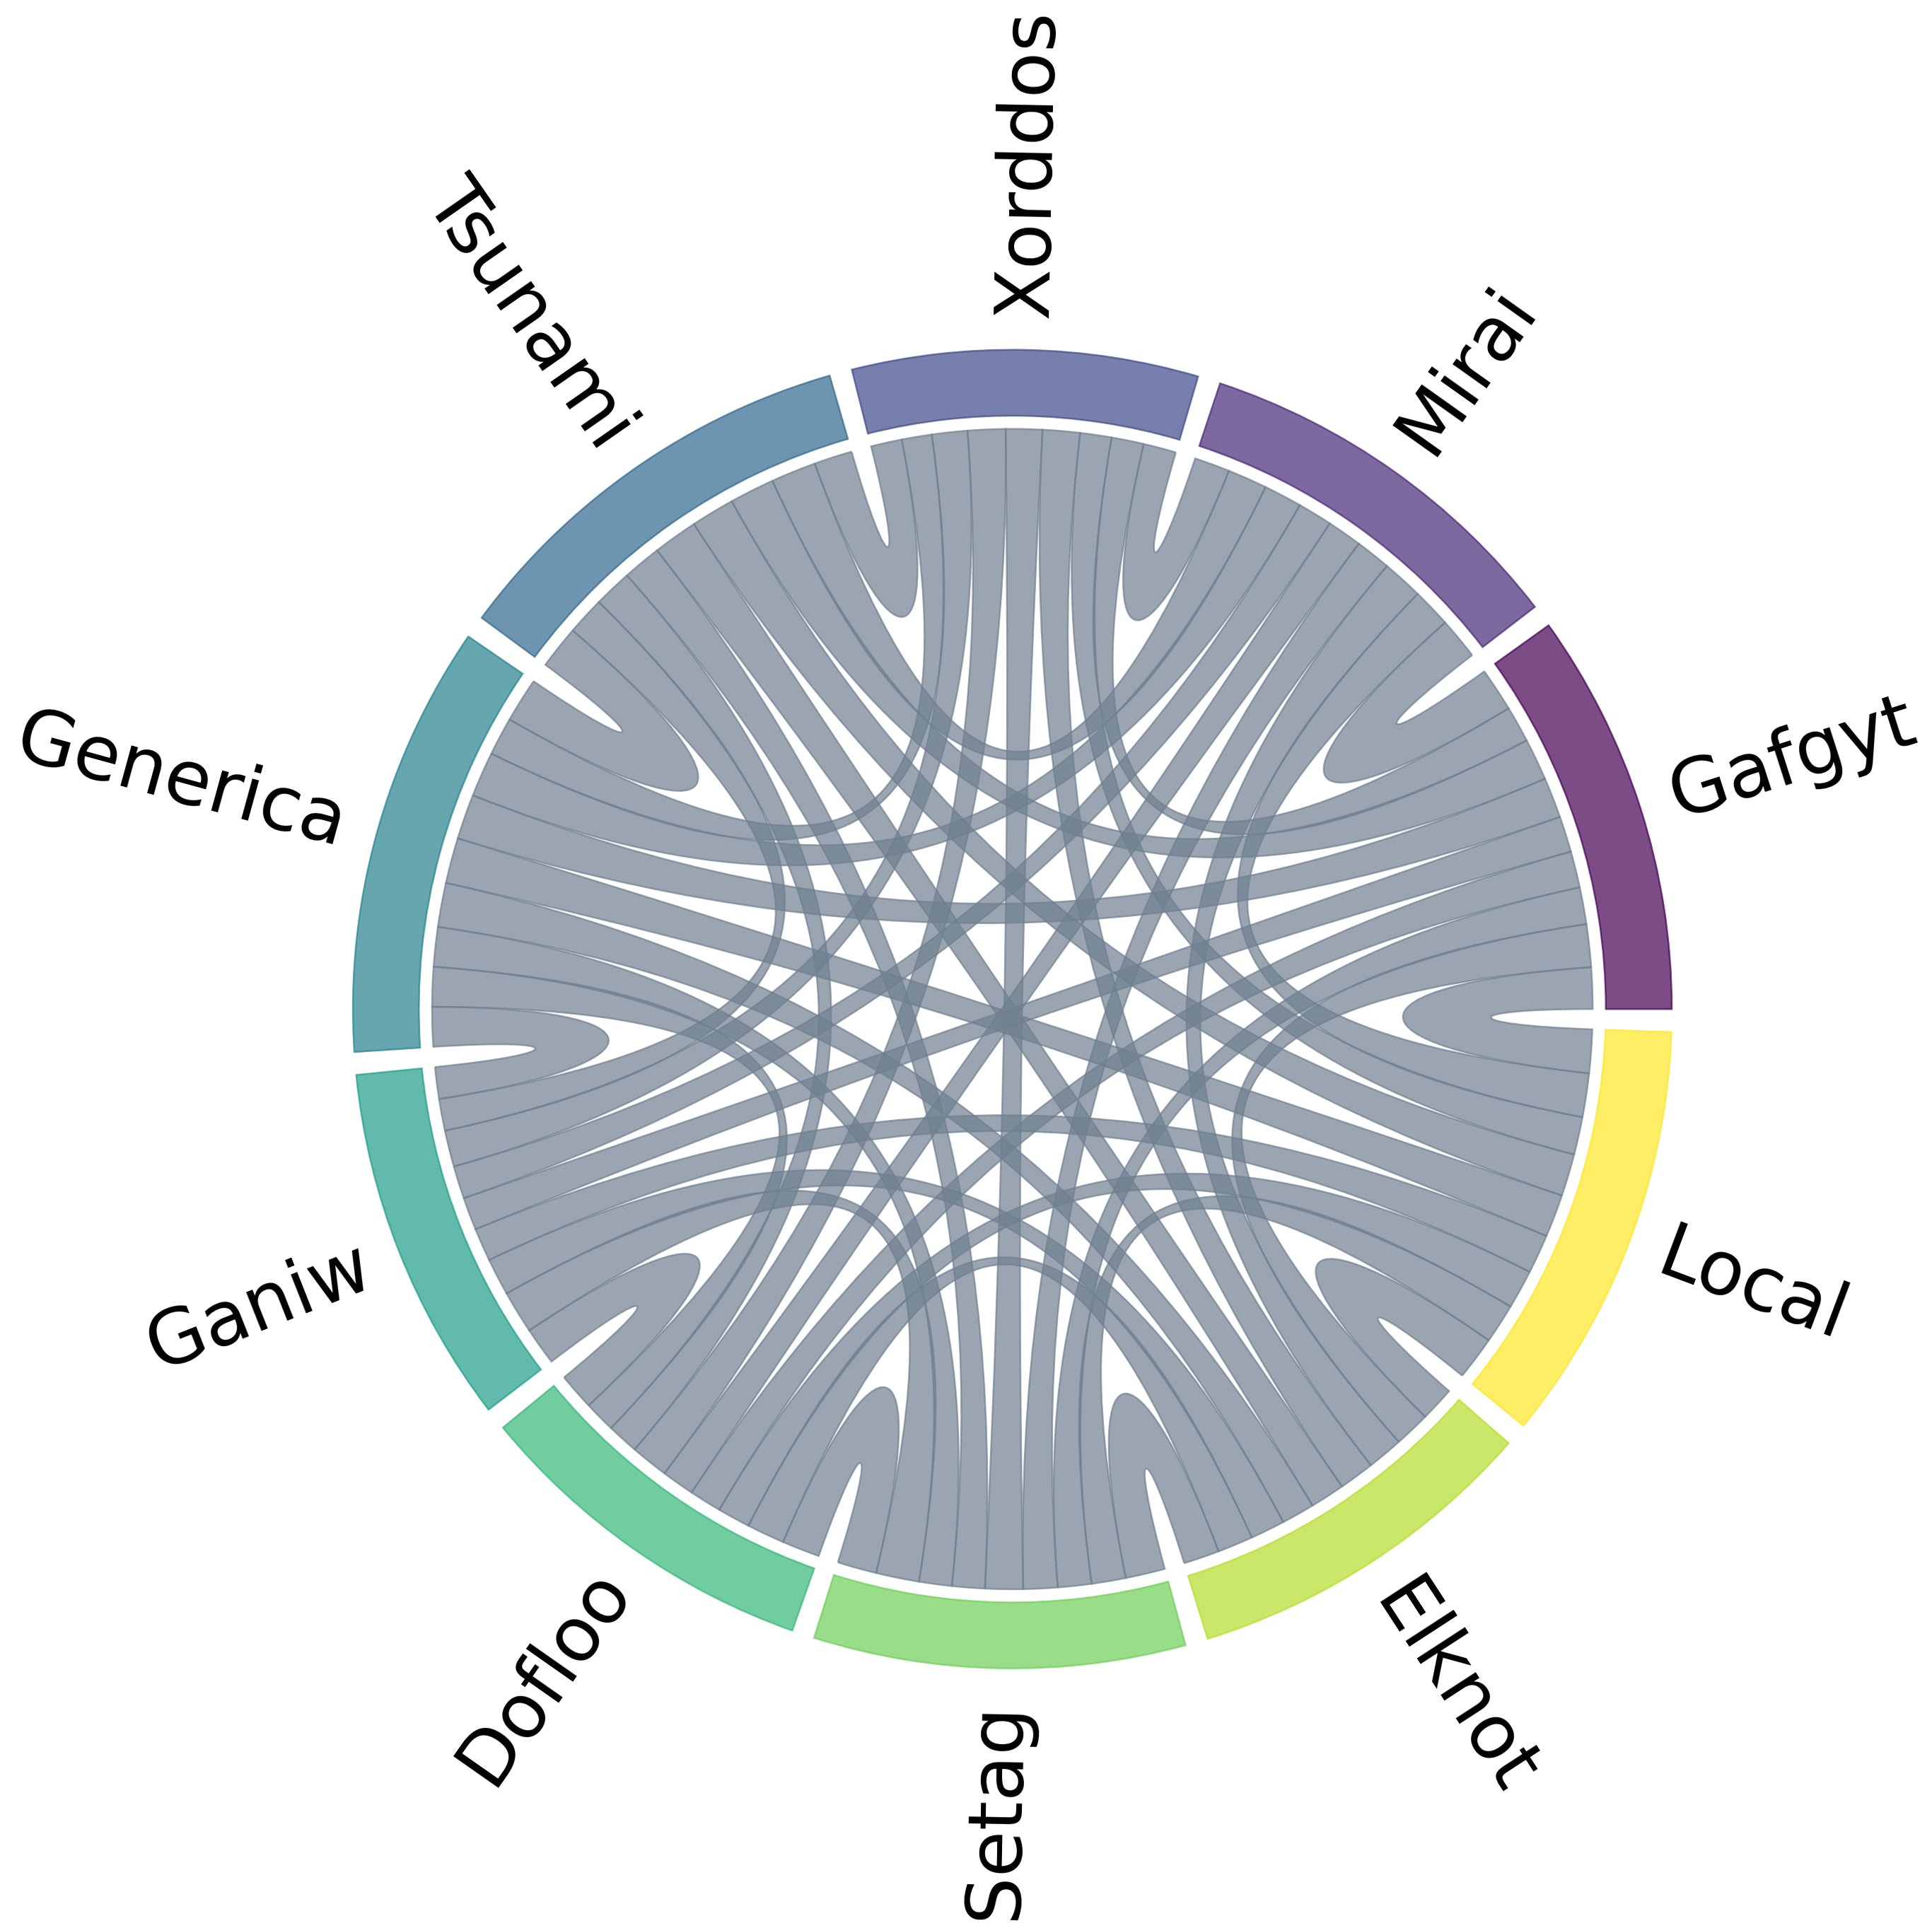 Xorddos
Mirai
Gafgyt
Local
Elknot
Setag
Dofloo
Ganiw
Generica
Tsunami